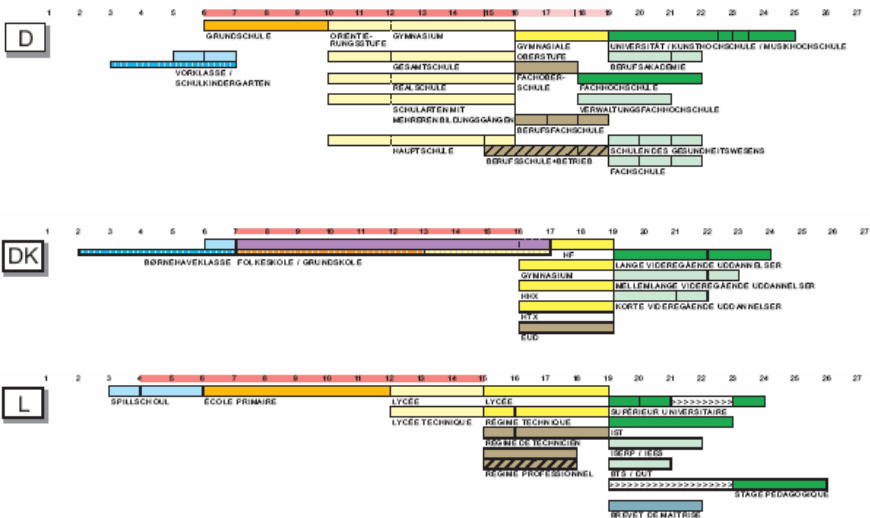 1 2 3 4 5 6 7 8 9 10 11 12 13 14 15 16 17 18 19 20 21 22 23 24 25 26 27
D
GRUNDSCHULE ORIENTIE- GYMNASIUM GYMNASIALE UNIVERSITÄT / KUNSTHOCHSCHULE / MUSIKHOCHSCHULE
RUNGSSTUFE OBERSTUFE
VORKLASSE / GESAMTSCHULE BERUFSAKADEMIE
SCHULKINDERGARTEN
REALSCHULE FACHOBER- FACHHOCHSCHULE
SCHULE
SCHULARTEN MIT VERWALTUNGSFACHHOCHSCHULE
MEHREREN BILDUNGSGÄNGEN
BERUFSFACHSCHULE
HAUPTSCHULE SCHULEN DES GESUNDHEITSWESENS
BERUFSSCHULE+BETRIEB
FACHSCHULE
1 2 3 4 5 6 7 8 9 10 11 12 13 14 15 16 17 18 19 20 21 22 23 24 25 26 27
DK
HF
BØRNEHAVEKLASSE FOLKESKOLE / GRUNDSKOLE LANGE VIDEREGÅENDE UDDANNELSER
GYMNASIUM
MELLEMLANGE VIDEREGÅENDE UDDANNELSER
HHX
KORTE VIDEREGÅENDE UDDANNELSER
HTX
EUD
1 2 3 4 5 6 7 8 9 10 11 12 13 14 15 16 17 18 19 20 21 22 23 24 25 26 27
L
>>>>>>>>>>
SPILLSCHOUL ÉCOLE PRIMAIRE LYCÉE LYCÉE
SUPÉRIEUR UNIVERSITAIRE
LYCÉE TECHNIQUE RÉGIME TECHNIQUE
IST
RÉGIME DE TECHNICIEN
ISERP / IEES
RÉGIME PROFESSIONNEL BTS / DUT
>>>>>>>>>>>>>>>>>>>>
STAGE PÉDAGOGIQUE
BREVET DE MAÎTRISE